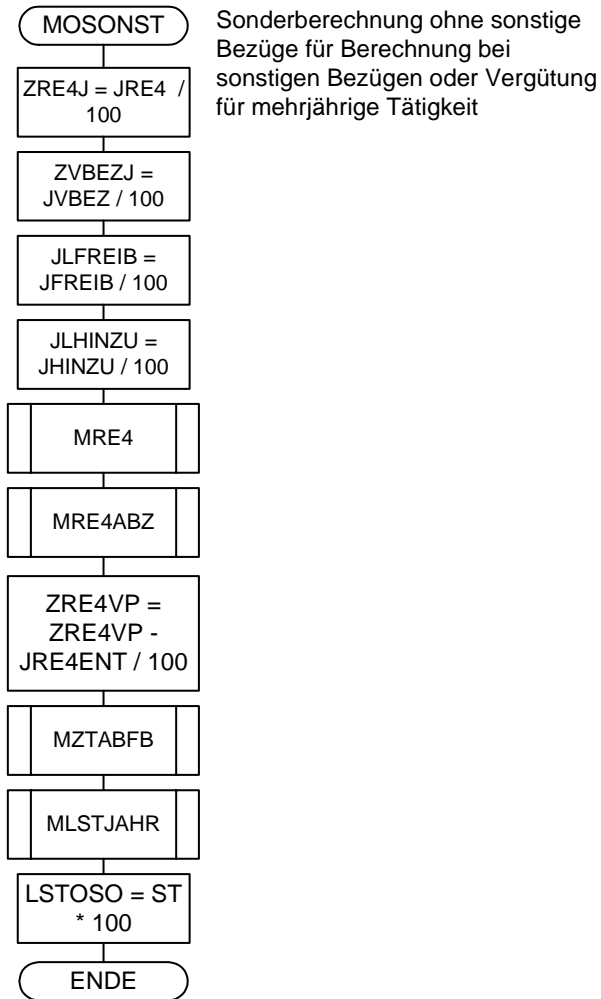 MOSONST
Sonderberechnung ohne sonstige
Bezüge für Berechnung bei
sonstigen Bezügen oder Vergütung
für mehrjährige Tätigkeit
ZRE4J = JRE4 /
100
ZVBEZJ =
JVBEZ / 100
JLFREIB =
JFREIB / 100
JLHINZU =
JHINZU / 100
MRE4
MRE4ABZ
ZRE4VP =
ZRE4VP -
JRE4ENT / 100
MZTABFB
MLSTJAHR
LSTOSO = ST
* 100
ENDE